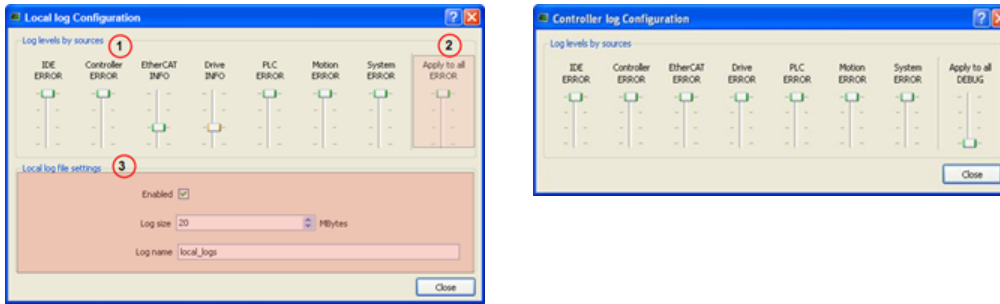 Local log Configuration
Log levels by sources
1
2
IDE Controller EtherCAT Drive PLC Motion System Apply to all
ERROR ERROR INFO INFO ERROR ERROR ERROR ERROR
Local log file settings
3
Enabled
Log size 20 MBytes
Log name local_logs
Close
Controller log Configuration
Log levels by sources
IDE Controller EtherCAT Drive PLC Motion System Apply to all
ERROR ERROR ERROR ERROR ERROR ERROR ERROR DEBUG
Close